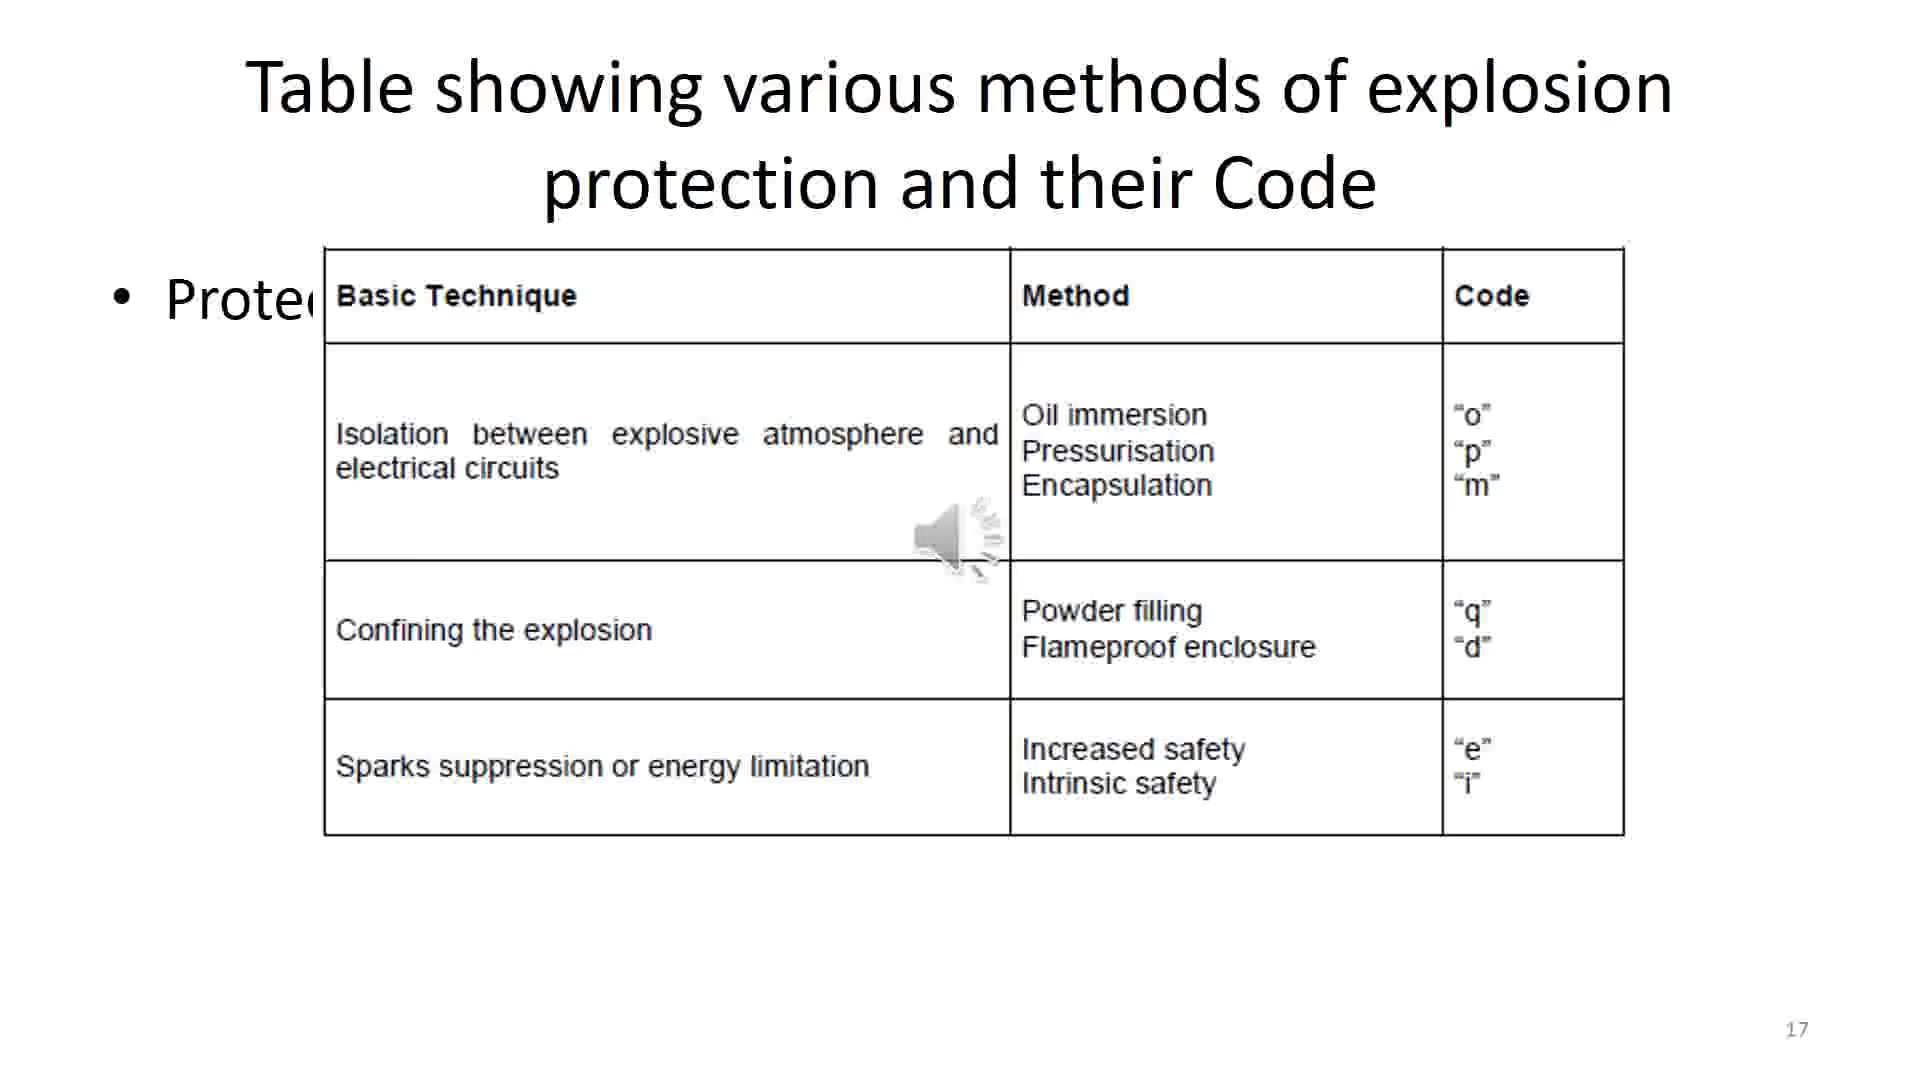 Table showing various methods of explosion
protection and their Code
Basic Technique Method Code
Isolation between explosive atmosphere and
electrical circuits
Oil immersion “o”
Pressurisation “p”
Encapsulation “m”
Confining the explosion
Powder filling “q”
Flameproof enclosure “d”
Sparks suppression or energy limitation
Increased safety “e”
Intrinsic safety “i”
17